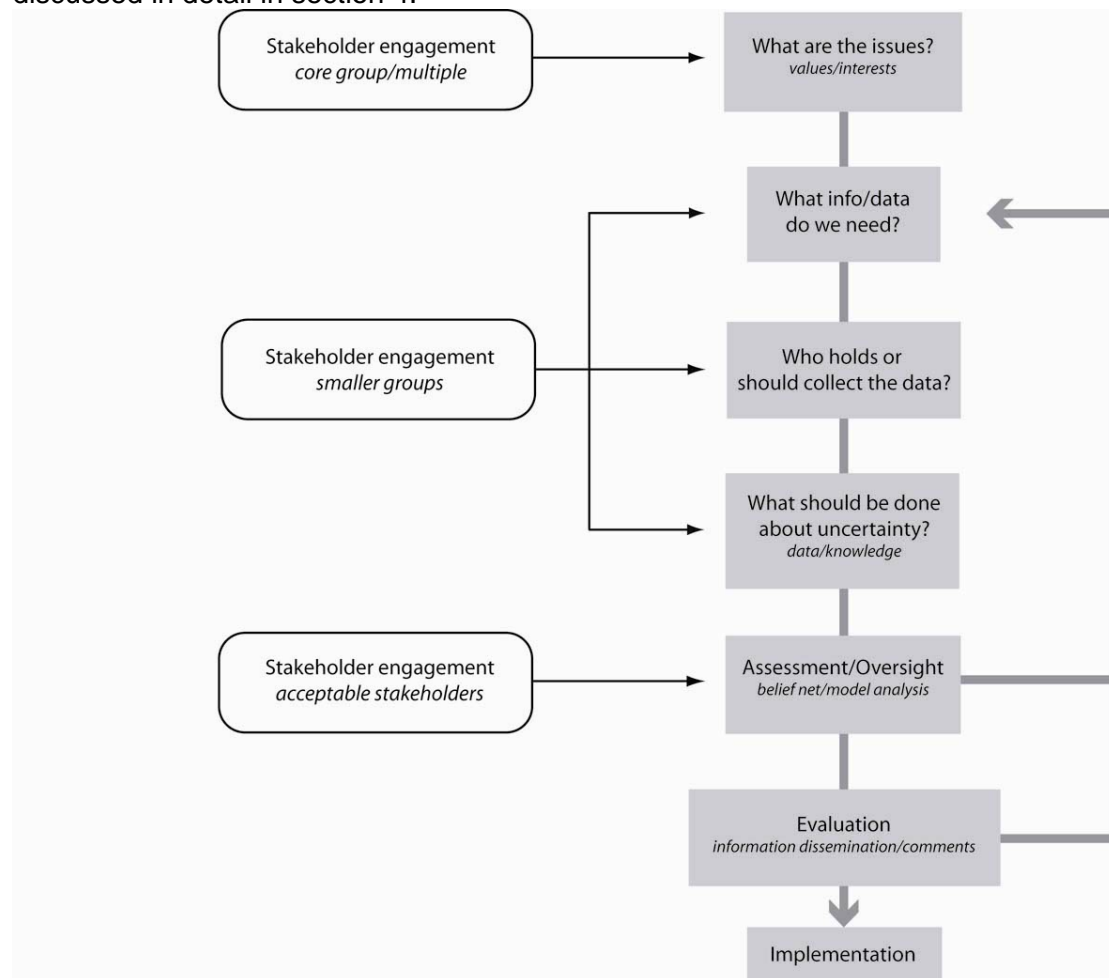 discussed in detail in section 4.
Stakeholder engagement
core group/multiple
What are the issues?
values/interests
What info/data
do we need?
Stakeholder engagement
smaller groups
Who holds or
should collect the data?
What should be done
about uncertainty?
data/knowledge
Stakeholder engagement
acceptable stakeholders
Assessment/Oversight
belief net/model analysis
Evaluation
information dissemination/comments
Implementation